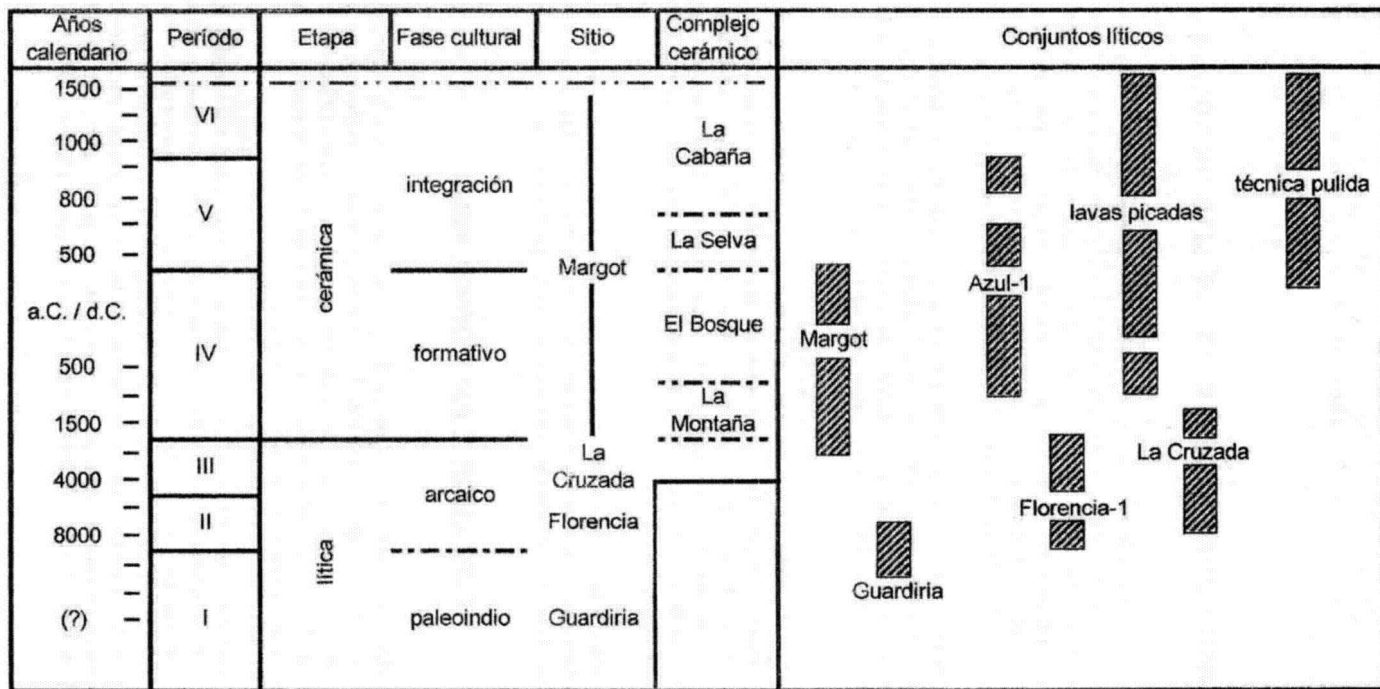 Años calendario
Período
Etapa
Fase cultural
Sitio
Complejo cerámico
Conjuntos líticos
1500
1000
800
500
a.C. / d.C.
500
1500
4000
8000
(?)
VI
V
IV
III
II
I
cerámica
lítica
integración
formativo
arcaico
paleoindio
Margot
La Cruzada
Florencia
Guardiria
La Cabaña
La Selva
El Bosque
La Montaña
Margot
Guardiria
Azul-1
Florencia-1
lavas picadas
La Cruzada
técnica pulida